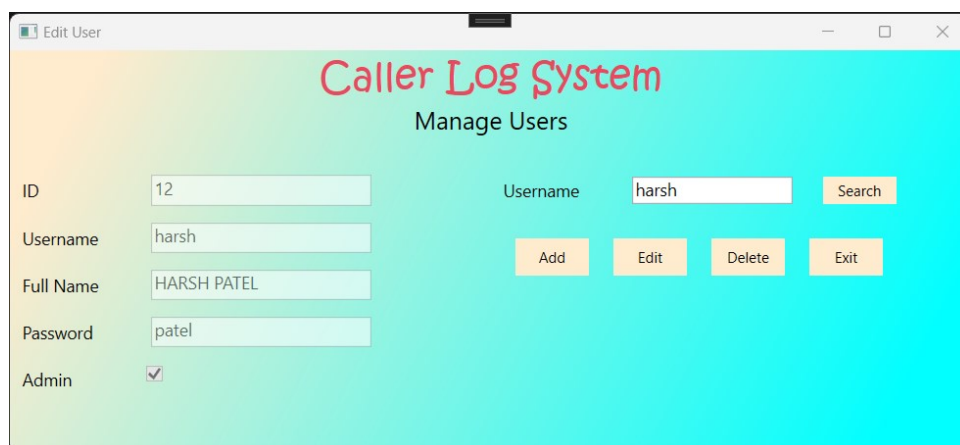 Edit User
Caller Log System
Manage Users
ID 12
Username harsh
Full Name HARSH PATEL
Password patel
Admin
Username harsh Search
Add Edit Delete Exit